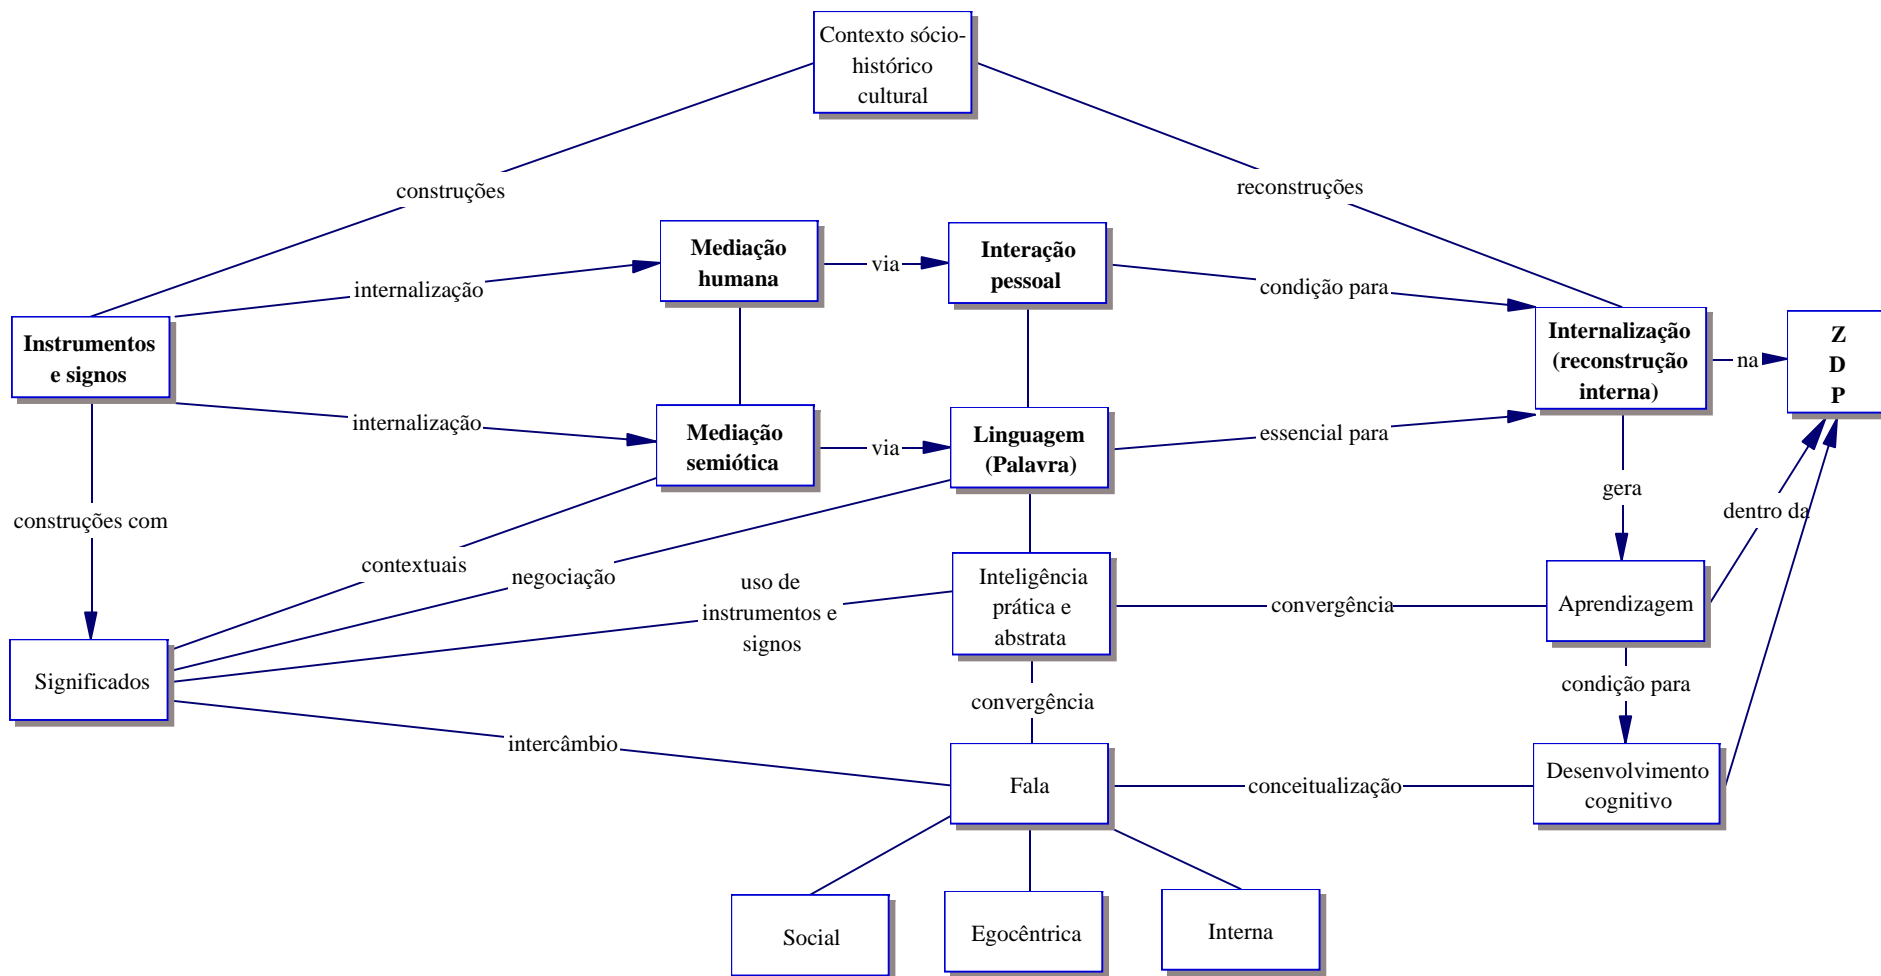 Contexto sócio-
histórico
cultural
construções
reconstruções
Mediação
humana
via
Interação
pessoal
internalização
condição para
Instrumentos
e signos
Internalização
(reconstrução
interna)
na
Z
D
P
internalização
Mediação
semiótica
via
Linguagem
(Palavra)
essencial para
gera
construções com
dentro da
contextuais
negociação
uso de
instrumentos e
signos
Inteligência
prática e
abstrata
convergência
Aprendizagem
Significados
convergência
condição para
intercâmbio
Fala
conceitualização
Desenvolvimento
cognitivo
Social
Egocêntrica
Interna